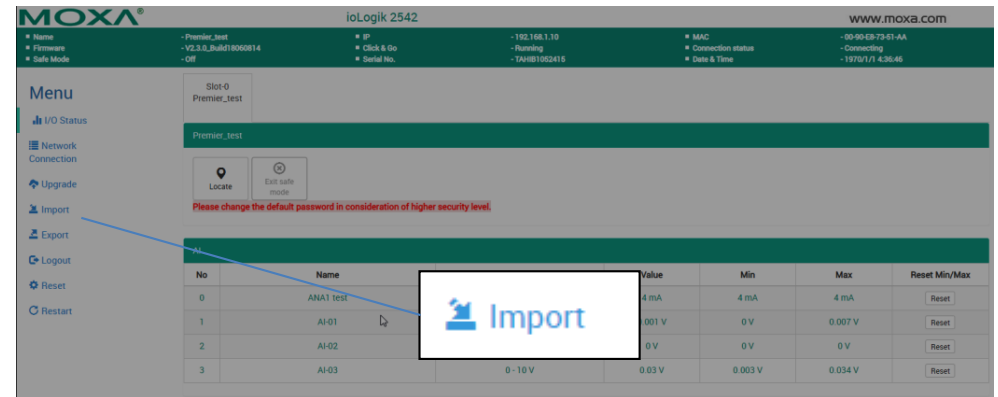 MOXA®
ioLogik 2542
www.moxa.com
Name - Premier_test IP - 192.168.1.10 MAC - 00-90-E8-73-51-AA
Firmware - V2.3.0_Build18060814 Click & Go - Running Connection status - Connecting
Safe Mode - Off Serial No. - TAHIB1052415 Date & Time - 1970/1/1 4:36:46
Menu
I/O Status
Network
Connection
Upgrade
Import
Export
Logout
Reset
Restart
Slot-0
Premier_test
Premier_test
Locate
Exit safe
mode
Please change the default password in consideration of higher security level.
AI
No Name Value Min Max Reset Min/Max
0 ANA1 test 4 mA 4 mA 4 mA Reset
1 AI-01 0.001 V 0 V 0.007 V Reset
2 AI-02 0 V 0 V 0 V Reset
3 AI-03 0 - 10 V 0.03 V 0.003 V 0.034 V Reset
Import